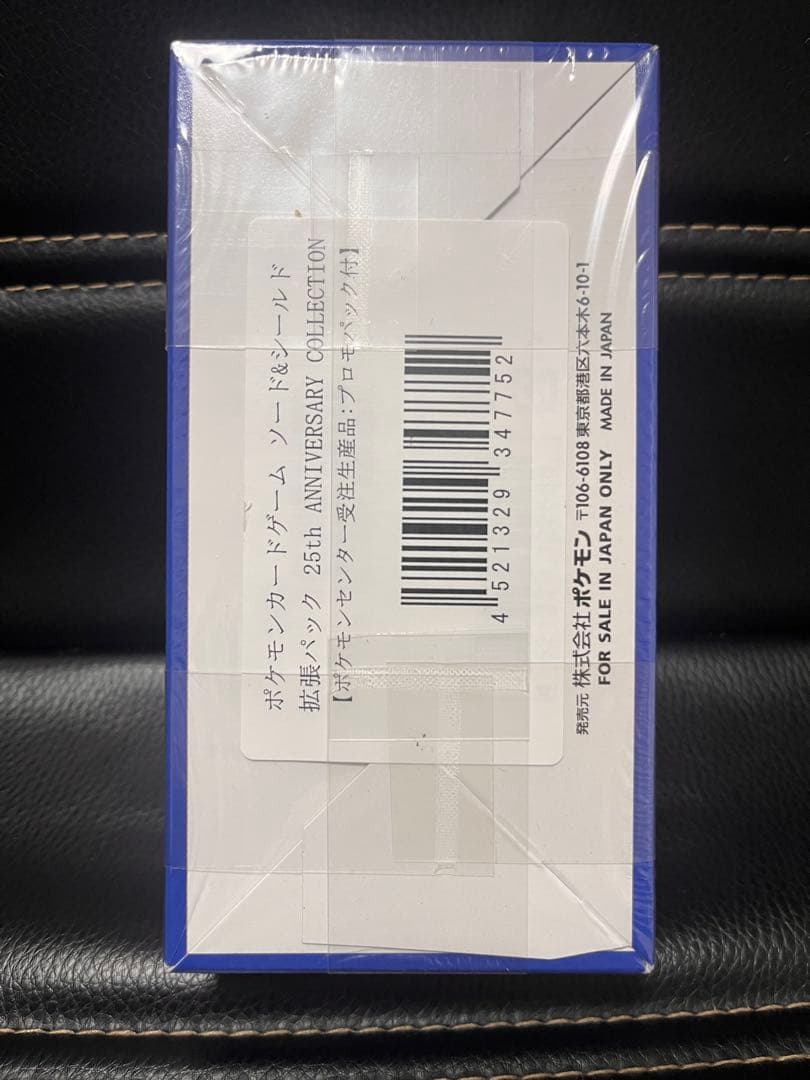 ポケモンカードゲーム ソード&シールド
拡張パック 25th ANNIVERSARY COLLECTION
【ポケモンセンター受注生産品:プロモパック付】
4 521329 347752
発売元 株式会社ポケモン 〒106-6108 東京都港区六本木6-10-1
FOR SALE IN JAPAN ONLY MADE IN JAPAN